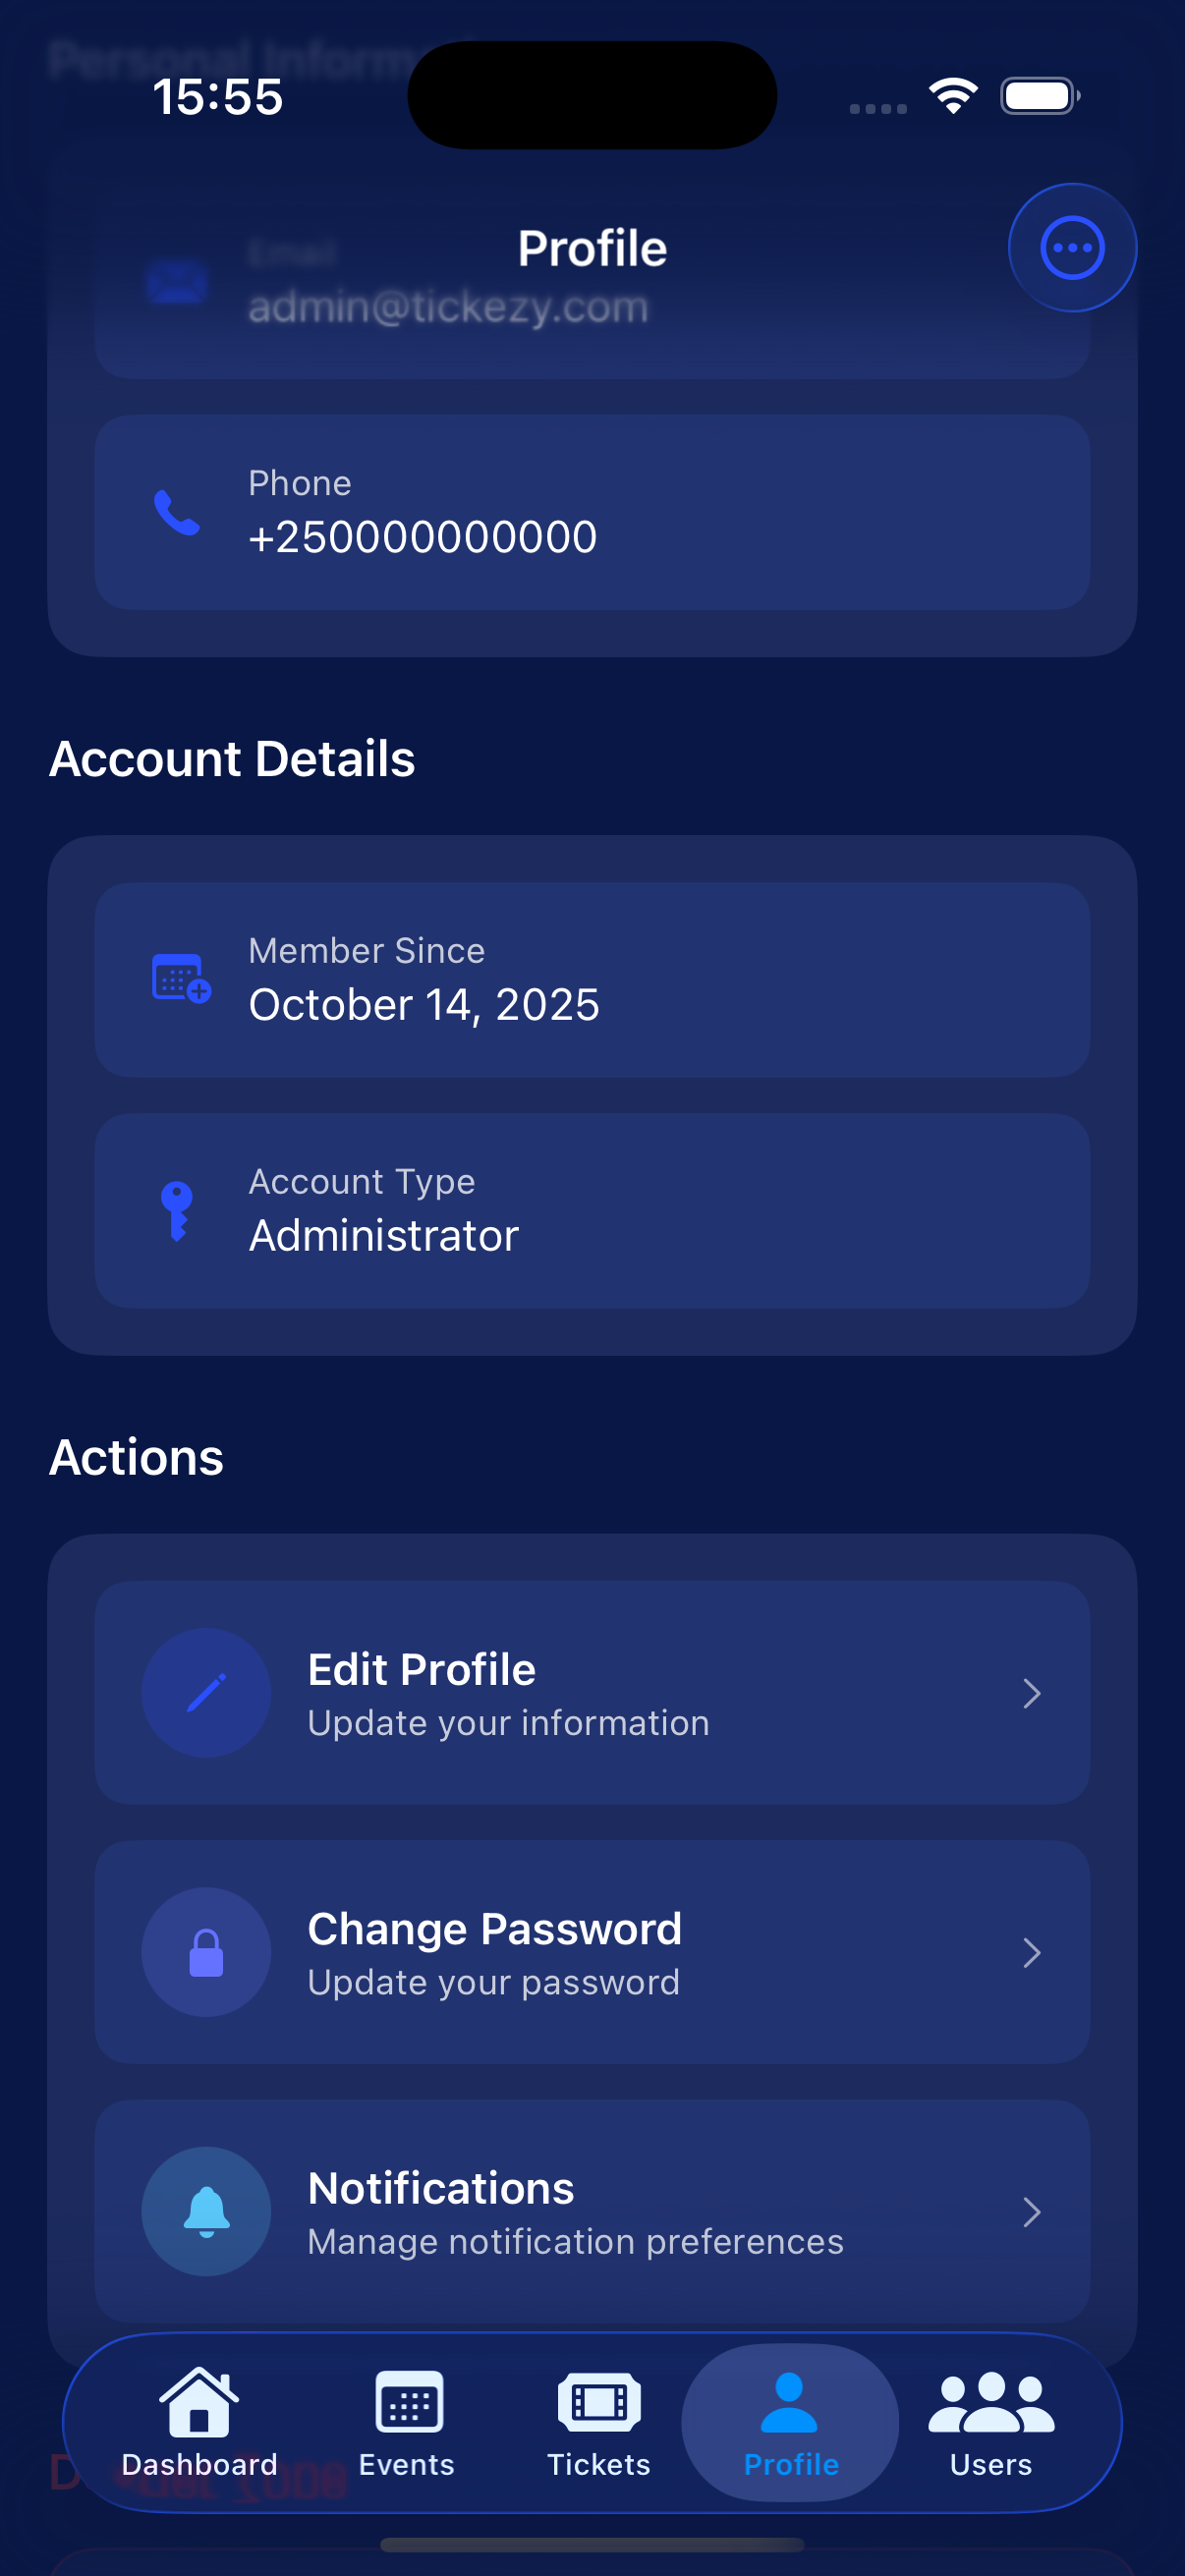 Personal Inform
15:55
Profile
Email
admin@tickezy.com
Phone
+250000000000
Account Details
Member Since
October 14, 2025
Account Type
Administrator
Actions
Edit Profile
Update your information
Change Password
Update your password
Notifications
Manage notification preferences
Dashboard
Events
Tickets
Profile
Users